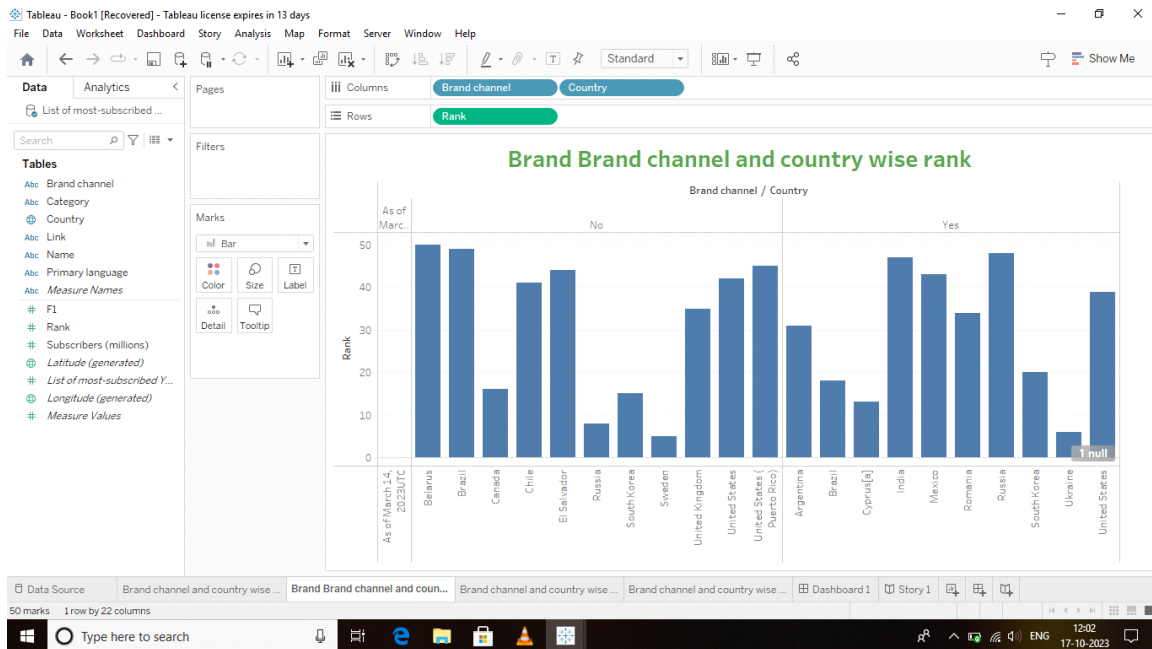 Tableau - Book1 [Recovered] - Tableau license expires in 13 days
File Data Worksheet Dashboard Story Analysis Map Format Server Window Help
Standard
Show Me
Data Analytics
List of most-subscribed ...
Search
Tables
Abc Brand channel
Abc Category
Country
Abc Link
Abc Name
Abc Primary language
Abc Measure Names
# F1
# Rank
# Subscribers (millions)
Latitude (generated)
# List of most-subscribed Y...
Longitude (generated)
# Measure Values
Pages
Filters
Marks
Bar
Color Size Label
Detail Tooltip
Columns Brand channel Country
Rows Rank
Brand Brand channel and country wise rank
Brand channel / Country
As of
Marc..
No
Yes
Rank
50
40
30
20
10
0
1 null
As of March 14,
2023UTC
Belarus
Brazil
Canada
Chile
El Salvador
Russia
South Korea
Sweden
United Kingdom
United States
United States (
Puerto Rico)
Argentina
Brazil
Cyprus[a]
India
Mexico
Romania
Russia
South Korea
Ukraine
United States
Data Source Brand channel and country wise ... Brand Brand channel and coun... Brand channel and country wise ... Brand channel and country wise ... Dashboard 1 Story 1
50 marks 1 row by 22 columns
Type here to search
ENG
12:02
17-10-2023